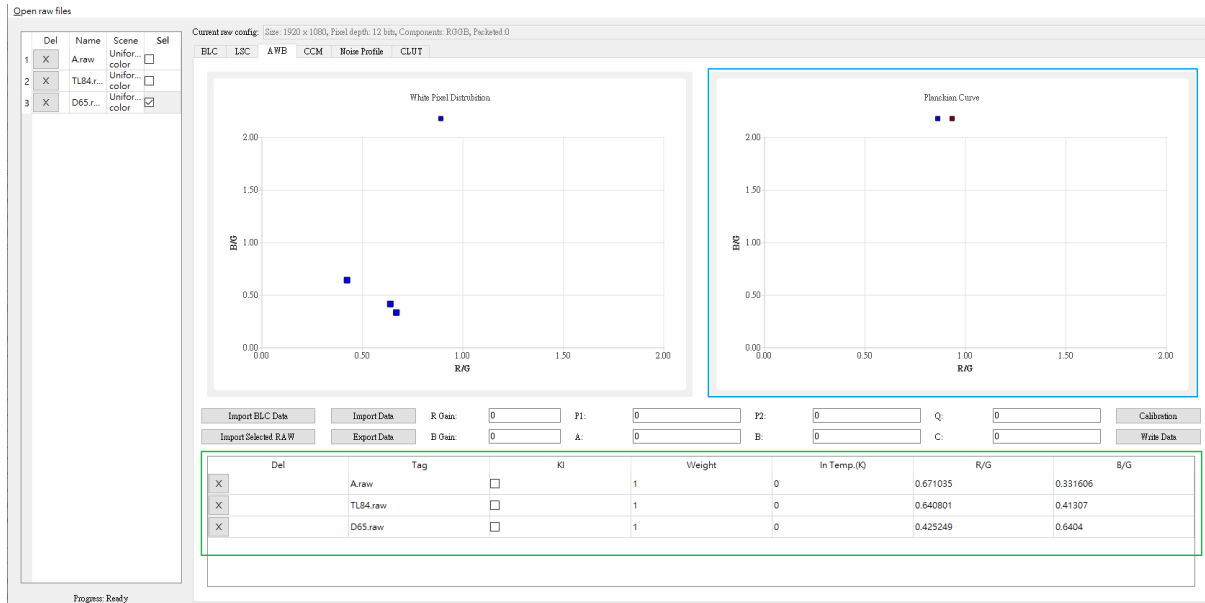 Open raw files
Current raw config: Size: 1920 x 1080, Pixel depth: 12 bits, Components: RGGB, Packeted:0
Del Name Scene Sel
1 X A.raw Unifor... color
2 X TL84.r... Unifor... color
3 X D65.r... Unifor... color
BLC LSC AWB CCM Noise Profile CLUT
White Pixel Distrubition
2.00
1.50
1.00
0.50
0.00
B/G
0.00 0.50 1.00 1.50 2.00
R/G
Planckian Curve
2.00
1.50
1.00
0.50
0.00
B/G
0.00 0.50 1.00 1.50 2.00
R/G
Import BLC Data Import Data R Gain: 0 P1: 0 P2: 0 Q: 0 Calibration
Import Selected RAW Export Data B Gain: 0 A: 0 B: 0 C: 0 Write Data
Del Tag KI Weight In Temp.(K) R/G B/G
X A.raw 1 0 0.671035 0.331606
X TL84.raw 1 0 0.640801 0.41307
X D65.raw 1 0 0.425249 0.6404
Progress: Ready